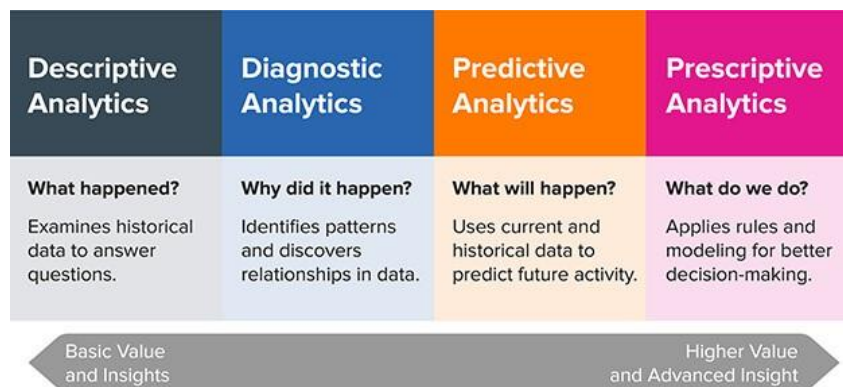 Descriptive
Analytics
What happened?
Examines historical
data to answer
questions.
Diagnostic
Analytics
Why did it happen?
Identifies patterns
and discovers
relationships in data.
Predictive
Analytics
What will happen?
Uses current and
historical data to
predict future activity.
Prescriptive
Analytics
What do we do?
Applies rules and
modeling for better
decision-making.
Basic Value
and Insights
Higher Value
and Advanced Insight